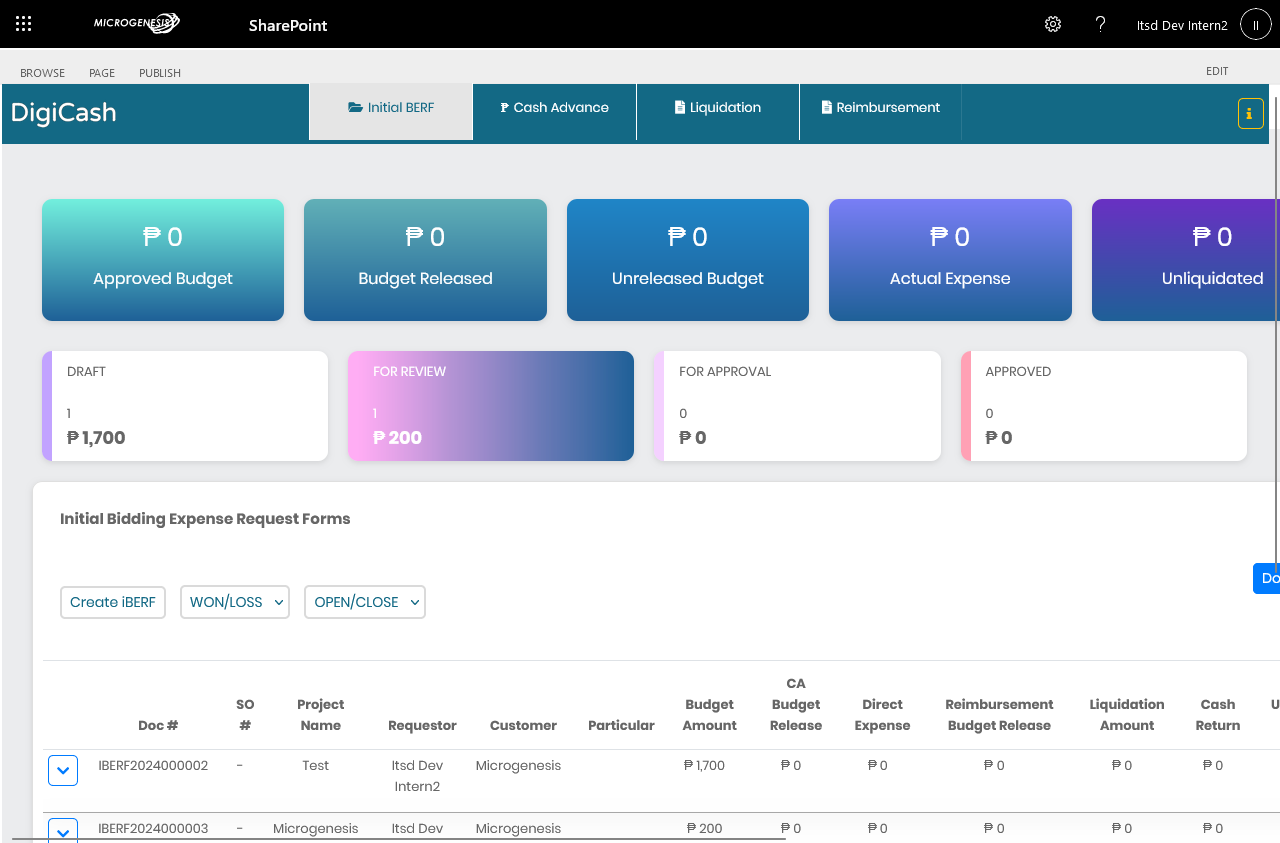 MICROGENESIS
SharePoint
Itsd Dev Intern2
II
BROWSE PAGE PUBLISH
EDIT
DigiCash
Initial BERF
₱ Cash Advance
Liquidation
Reimbursement
₱ 0
Approved Budget
₱ 0
Budget Released
₱ 0
Unreleased Budget
₱ 0
Actual Expense
₱ 0
Unliquidated
DRAFT
1
₱ 1,700
FOR REVIEW
1
₱ 200
FOR APPROVAL
0
₱ 0
APPROVED
0
₱ 0
Initial Bidding Expense Request Forms
Do
Create iBERF
WON/LOSS
OPEN/CLOSE
Doc #
SO
#
Project
Name
Requestor
Customer
Particular
Budget
Amount
CA
Budget
Release
Direct
Expense
Reimbursement
Budget Release
Liquidation
Amount
Cash
Return
U
IBERF2024000002 - Test Itsd Dev Microgenesis ₱ 1,700 ₱ 0 ₱ 0 ₱ 0 ₱ 0 ₱ 0
Intern2
IBERF2024000003 - Microgenesis Itsd Dev Microgenesis ₱ 200 ₱ 0 ₱ 0 ₱ 0 ₱ 0 ₱ 0